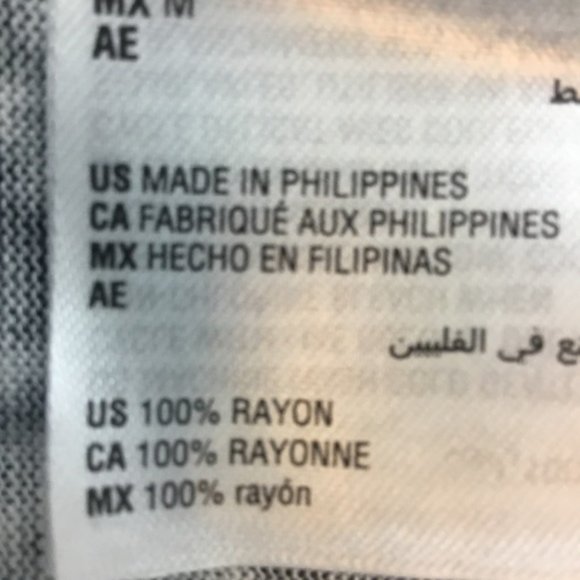 MX M
AE
US MADE IN PHILIPPINES
CA FABRIQUÉ AUX PHILIPPINES
MX HECHO EN FILIPINAS
AE
في الفلبين
US 100% RAYON
CA 100% RAYONNE
MX 100% rayón